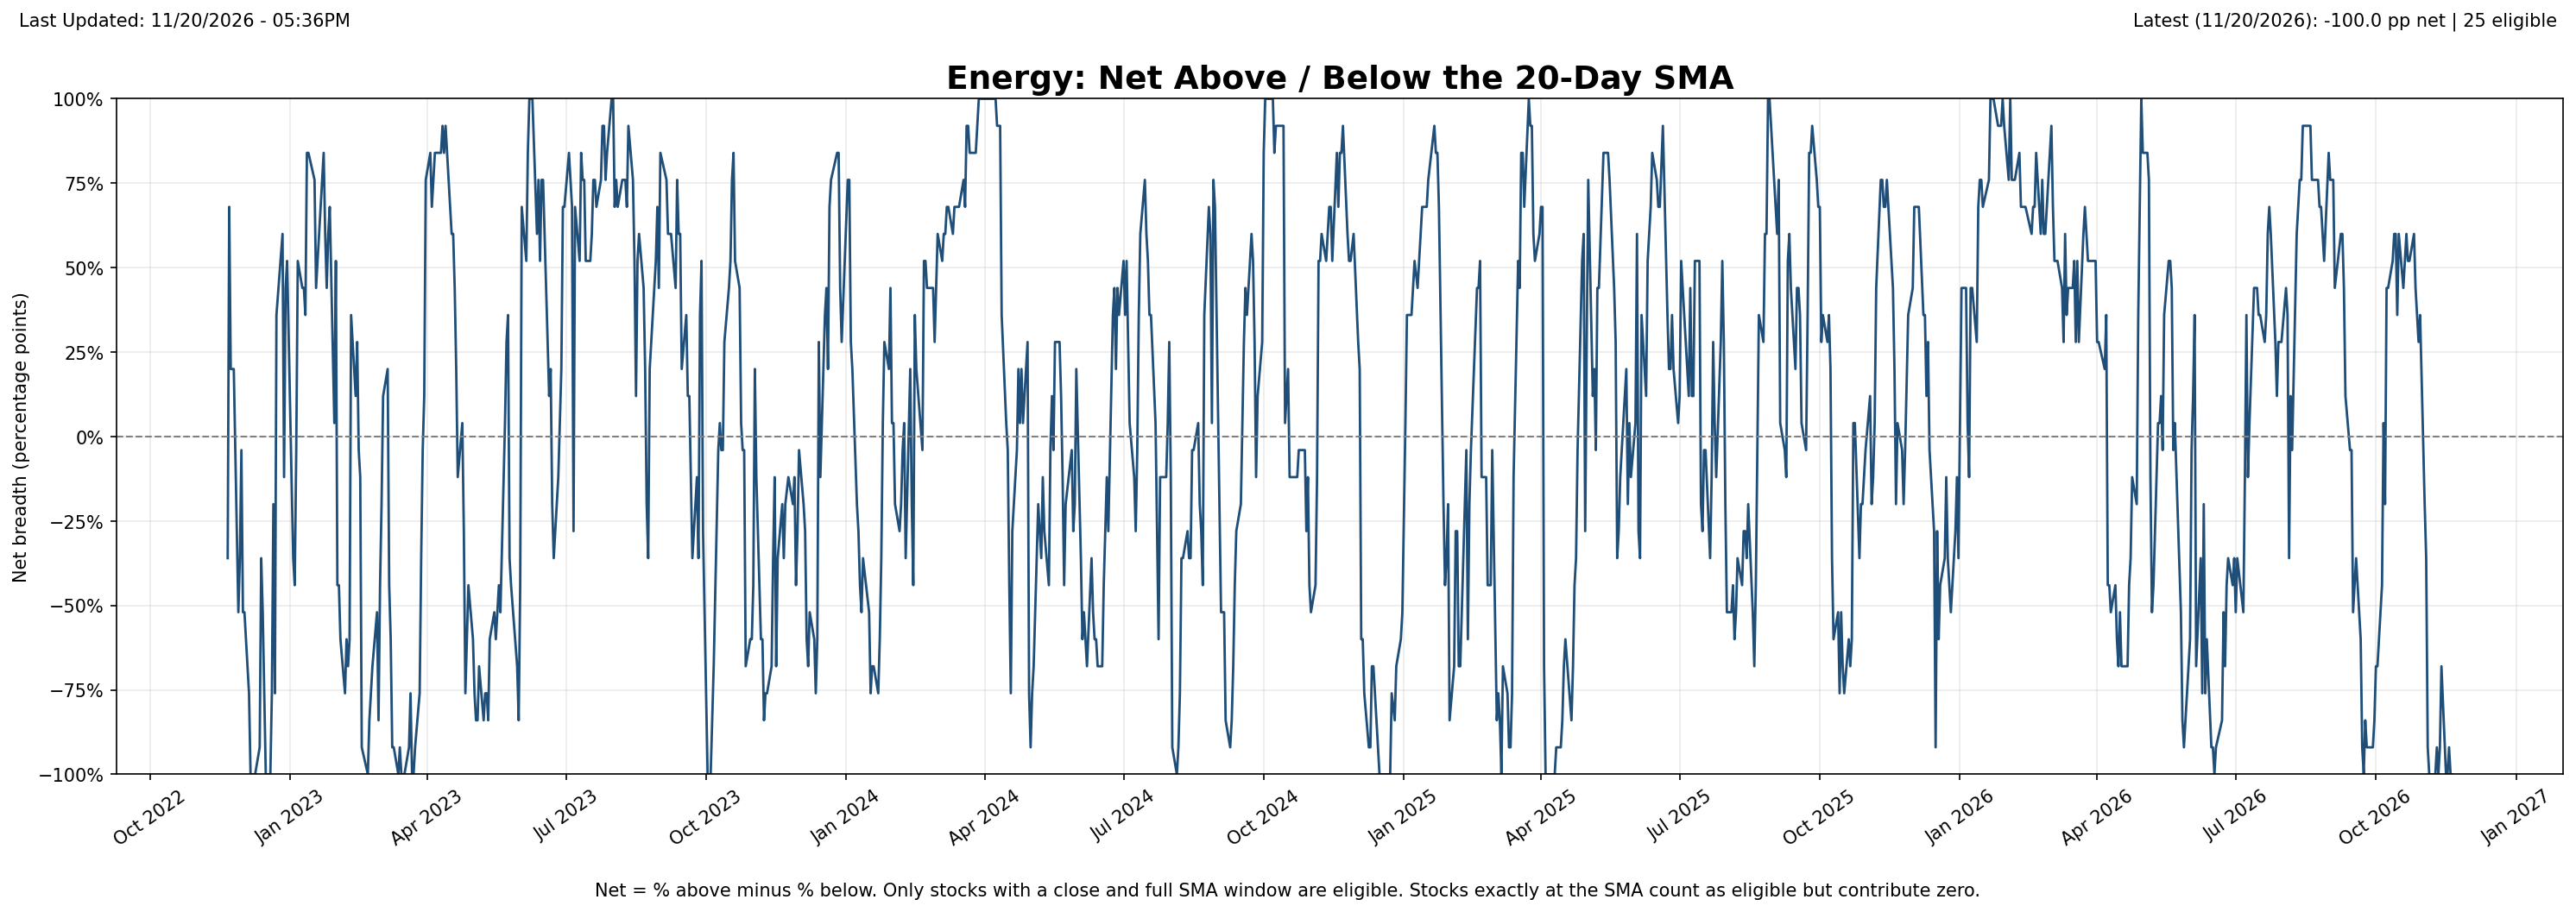 Last Updated: 11/20/2026 - 05:36PM
Latest (11/20/2026): -100.0 pp net | 25 eligible
Energy: Net Above / Below the 20-Day SMA
Net breadth (percentage points)
100%
75%
50%
25%
0%
−25%
−50%
−75%
−100%
Oct 2022
Jan 2023
Apr 2023
Jul 2023
Oct 2023
Jan 2024
Apr 2024
Jul 2024
Oct 2024
Jan 2025
Apr 2025
Jul 2025
Oct 2025
Jan 2026
Apr 2026
Jul 2026
Oct 2026
Jan 2027
Net = % above minus % below. Only stocks with a close and full SMA window are eligible. Stocks exactly at the SMA count as eligible but contribute zero.